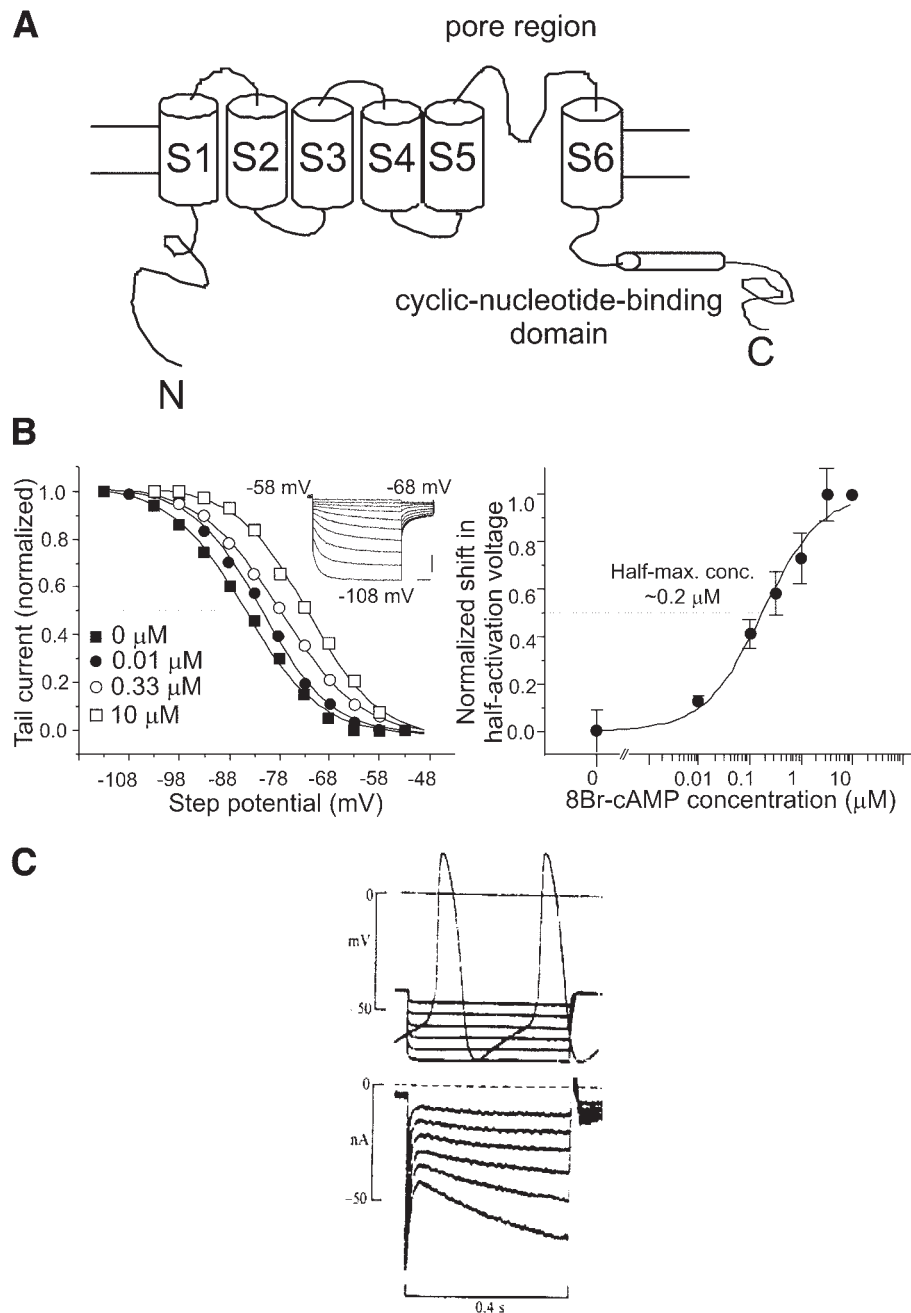 A
pore region
S1 S2 S3 S4 S5 S6
cyclic-nucleotide-binding
domain
N
C
B
Tail current (normalized)
1.0
0.8
0.6
0.4
0.2
0.0
-58 mV
-68 mV
-108 mV
0 µM
0.01 µM
0.33 µM
10 µM
-108 -98 -88 -78 -68 -58 -48
Step potential (mV)
Normalized shift in
half-activation voltage
1.0
0.8
0.6
0.4
0.2
0.0
Half-max. conc.
~0.2 µM
0 0.01 0.1 1 10
8Br-cAMP concentration (µM)
C
0
mV
-50
0
nA
-50
0.4 s